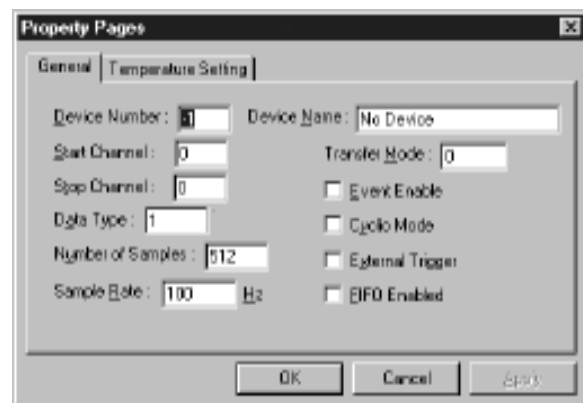 Property Pages
General Temperature Setting
Device Number: -1 Device Name: No Device
Start Channel: 0 Transfer Mode: 0
Stop Channel: 0 Event Enable
Data Type: 1 Cyclic Mode
Number of Samples: 512 External Trigger
Sample Rate: 100 Hz FIFO Enabled
OK Cancel Apply